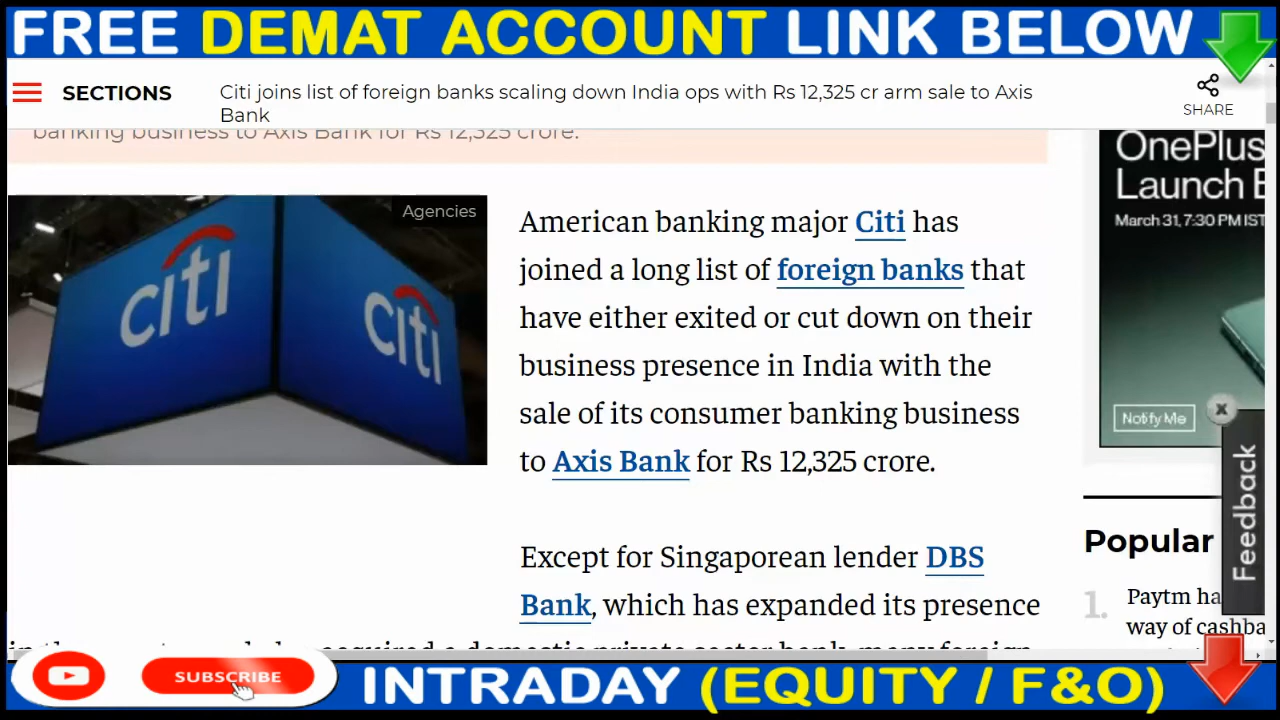 FREE DEMAT ACCOUNT LINK BELOW
SECTIONS
Citi joins list of foreign banks scaling down India ops with Rs 12,325 cr arm sale to Axis
Bank
SHARE
banking business to Axis Bank for Rs 12,325 crore.
Agencies
citi
citi
American banking major Citi has
joined a long list of foreign banks that
have either exited or cut down on their
business presence in India with the
sale of its consumer banking business
to Axis Bank for Rs 12,325 crore.
Except for Singaporean lender DBS
Bank, which has expanded its presence
OnePlus
Launch E
March 31, 7:30 PM IST
Notify Me
x
Feedback
Popular
1.
Paytm ha
way of cashba
SUBSCRIBE
INTRADAY (EQUITY / F&O)